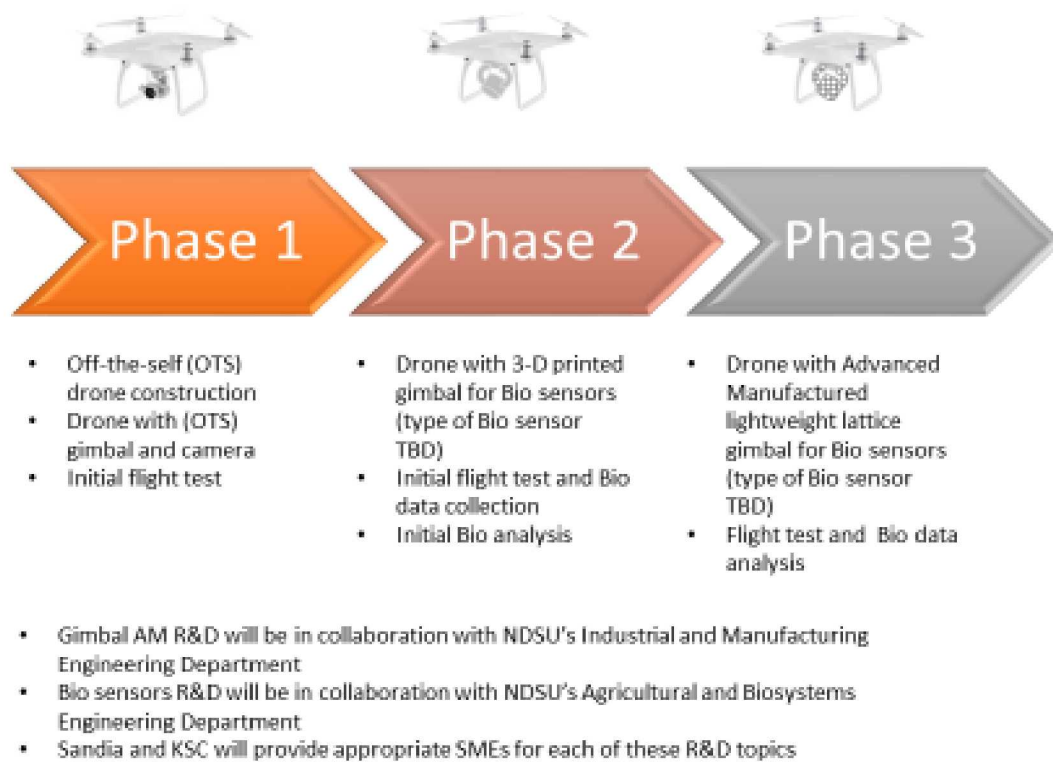 Phase 1
Phase 2
Phase 3
• Off-the-self (OTS)
drone construction
• Drone with (OTS)
gimbal and camera
• Initial flight test
• Drone with 3-D printed
gimbal for Bio sensors
(type of Bio sensor
TBD)
• Initial flight test and Bio
data collection
• Initial Bio analysis
• Drone with Advanced
Manufactured
lightweight lattice
gimbal for Bio sensors
(type of Bio sensor
TBD)
• Flight test and Bio data
analysis
• Gimbal AM R&D will be in collaboration with NDSU's Industrial and Manufacturing
Engineering Department
• Bio sensors R&D will be in collaboration with NDSU's Agricultural and Biosystems
Engineering Department
• Sandia and KSC will provide appropriate SMEs for each of these R&D topics